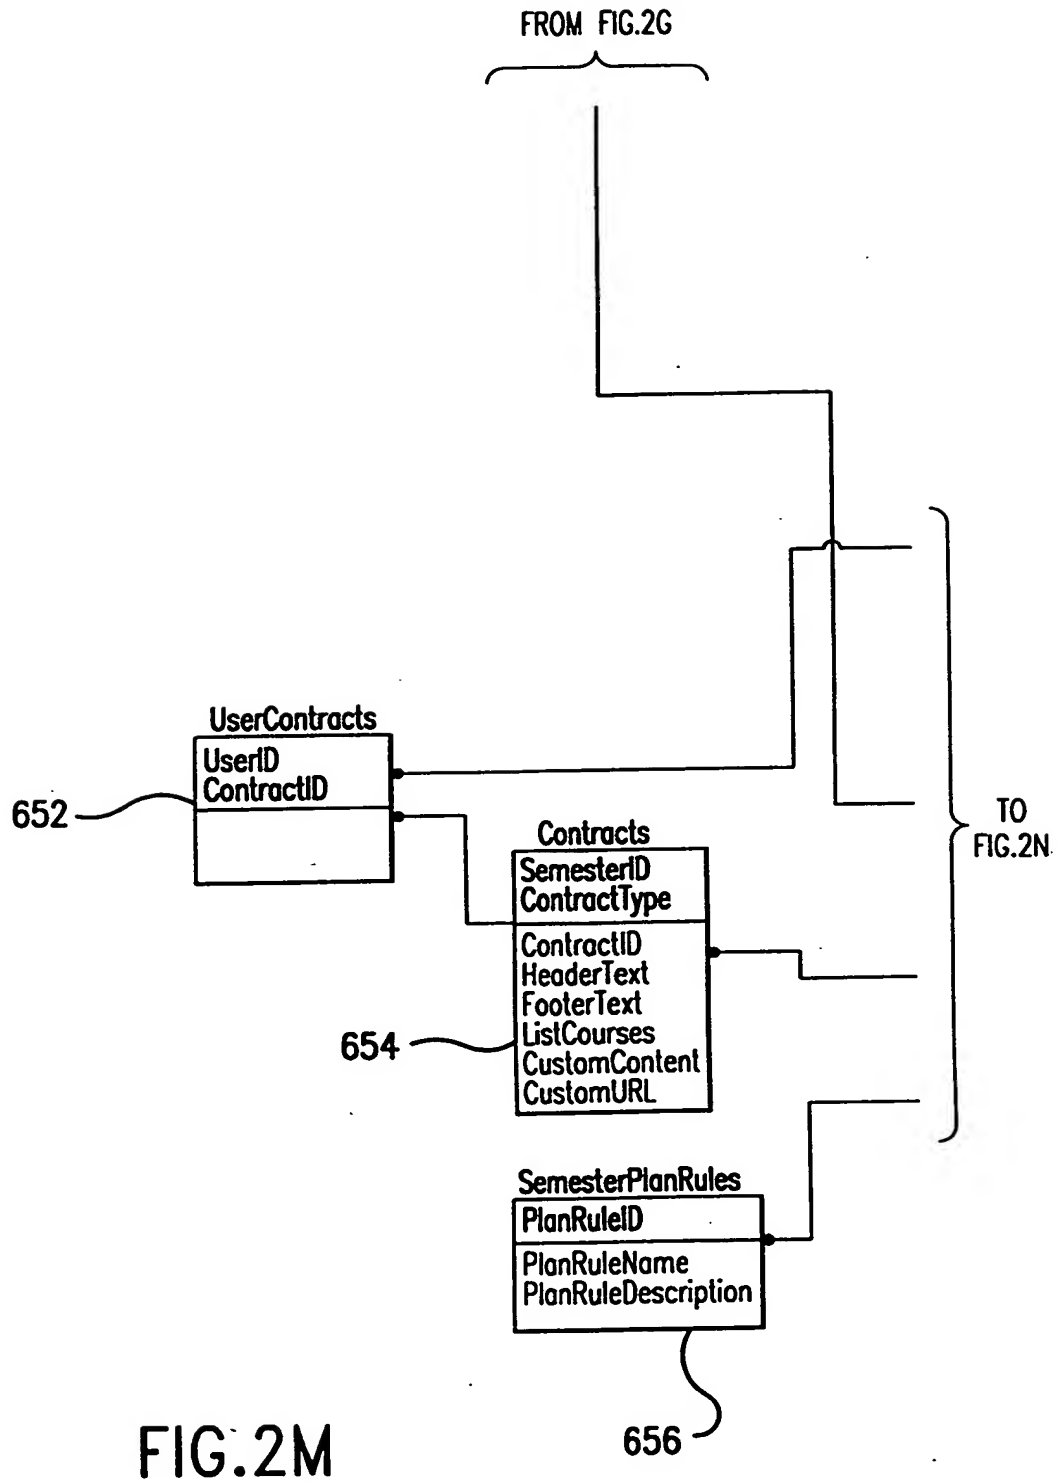 FROM FIG.2G
UserContracts
UserID
ContractID
652
TO
FIG.2N
Contracts
SemesterID
ContractType
ContractID
HeaderText
FooterText
ListCourses
CustomContent
CustomURL
654
SemesterPlanRules
PlanRuleID
PlanRuleName
PlanRuleDescription
656
FIG.2M